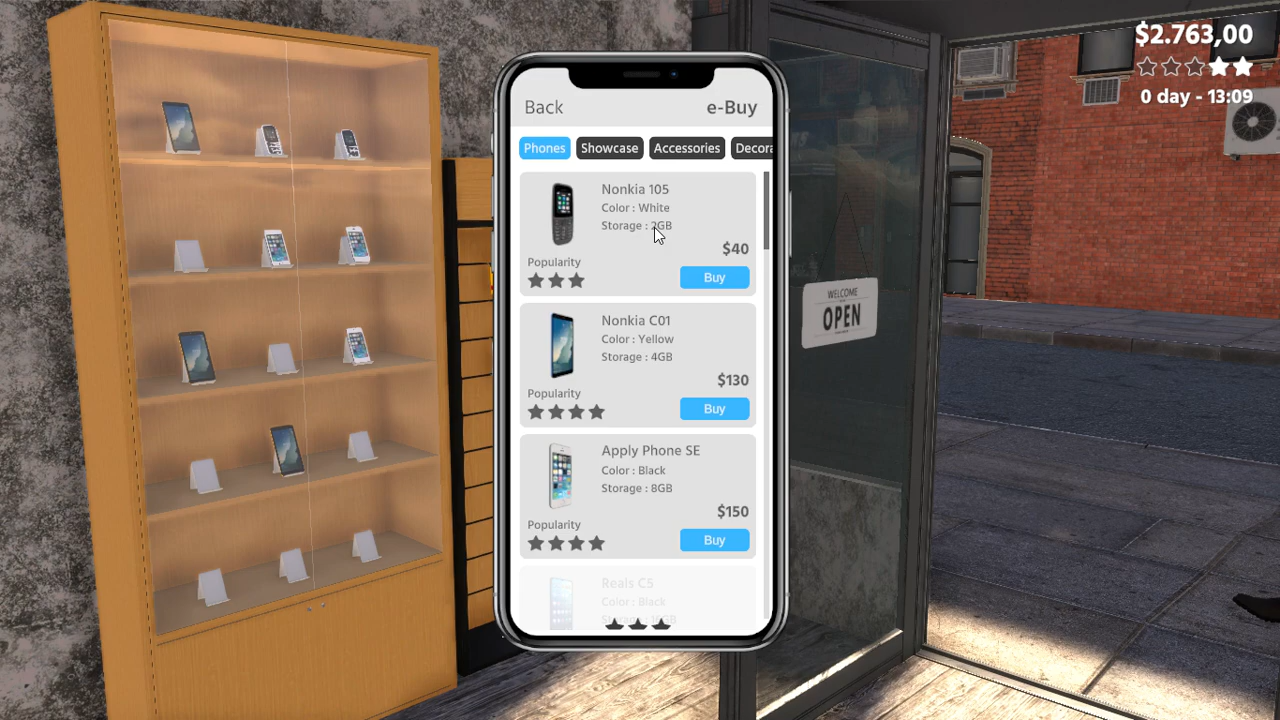 $2.763,00
0 day - 13:09
Back
e-Buy
Phones
Showcase
Accessories
Decora
Nonkia 105
Color : White
Storage : 2GB
$40
Popularity
Buy
Nonkia C01
Color : Yellow
Storage : 4GB
$130
Popularity
Buy
Apply Phone SE
Color : Black
Storage : 8GB
$150
Popularity
Buy
Reals C5
Color : Black
WELCOME
OPEN